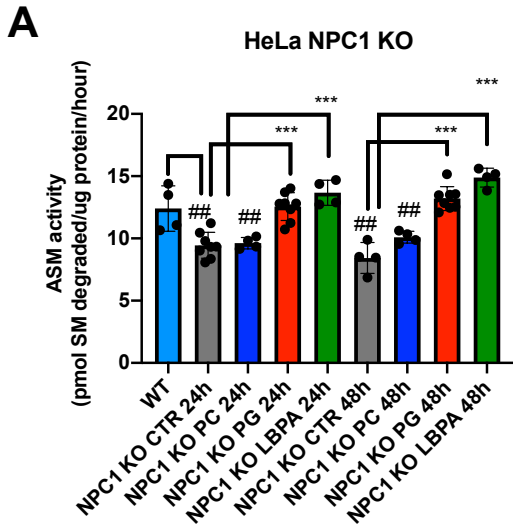 A
HeLa NPC1 KO
ASM activity
(pmol SM degraded/ug protein/hour)
20
15
10
5
0
##
##
***
***
##
##
***
***
WT
NPC1 KO CTR 24h
NPC1 KO PC 24h
NPC1 KO PG 24h
NPC1 KO LBPA 24h
NPC1 KO CTR 48h
NPC1 KO PC 48h
NPC1 KO PG 48h
NPC1 KO LBPA 48h